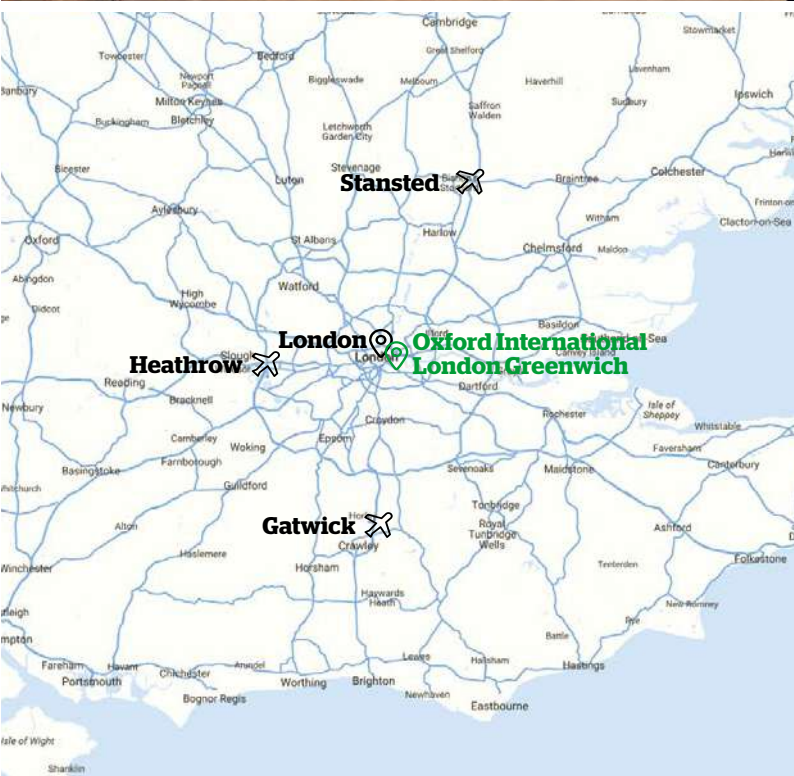 Cambridge
Stowmarket
Towcester
Bedford
Great Shelford
Lavenham
Newport
Pagnell
Biggleswade
Melbourn
Haverhill
Banbury
Milton Keynes
Saffron
Walden
Sudbury
Ipswich
Buckingham
Bletchley
Letchworth
Garden City
Bicester
Stevenage
Stansted
Luton
Braintree
Colchester
Aylesbury
Witham
Frinton-on
Clacton-on-Sea
Oxford
St Albans
Harlow
Chelmsford
Maldon
Abingdon
Watford
High
Wycombe
Didcot
London
Ilford
Basildon
Oxford International
London Greenwich
London
Canvey Island
Heathrow
Slough
Reading
Dartford
Newbury
Bracknell
Croydon
Rochester
Isle of
Sheppey
Whitstable
Camberley
Woking
Epsom
Faversham
Basingstoke
Farnborough
Sevenoaks
Maidstone
Canterbury
Guildford
Tonbridge
Gatwick
Alton
Royal
Tunbridge
Wells
Ashford
Crawley
Haslemere
Folkestone
Winchester
Horsham
Tenterden
Haywards
Heath
New Romney
Rye
Battle
Lewes
Hailsham
Hastings
Fareham
Havant
Chichester
Arundel
Portsmouth
Worthing
Brighton
Bognor Regis
Newhaven
Eastbourne
Isle of Wight
Shanklin